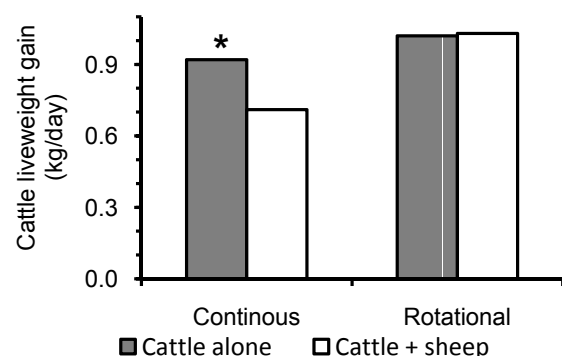 Cattle liveweight gain
(kg/day)
*
0.9
0.6
0.3
0.0
Continous Rotational
Cattle alone Cattle + sheep